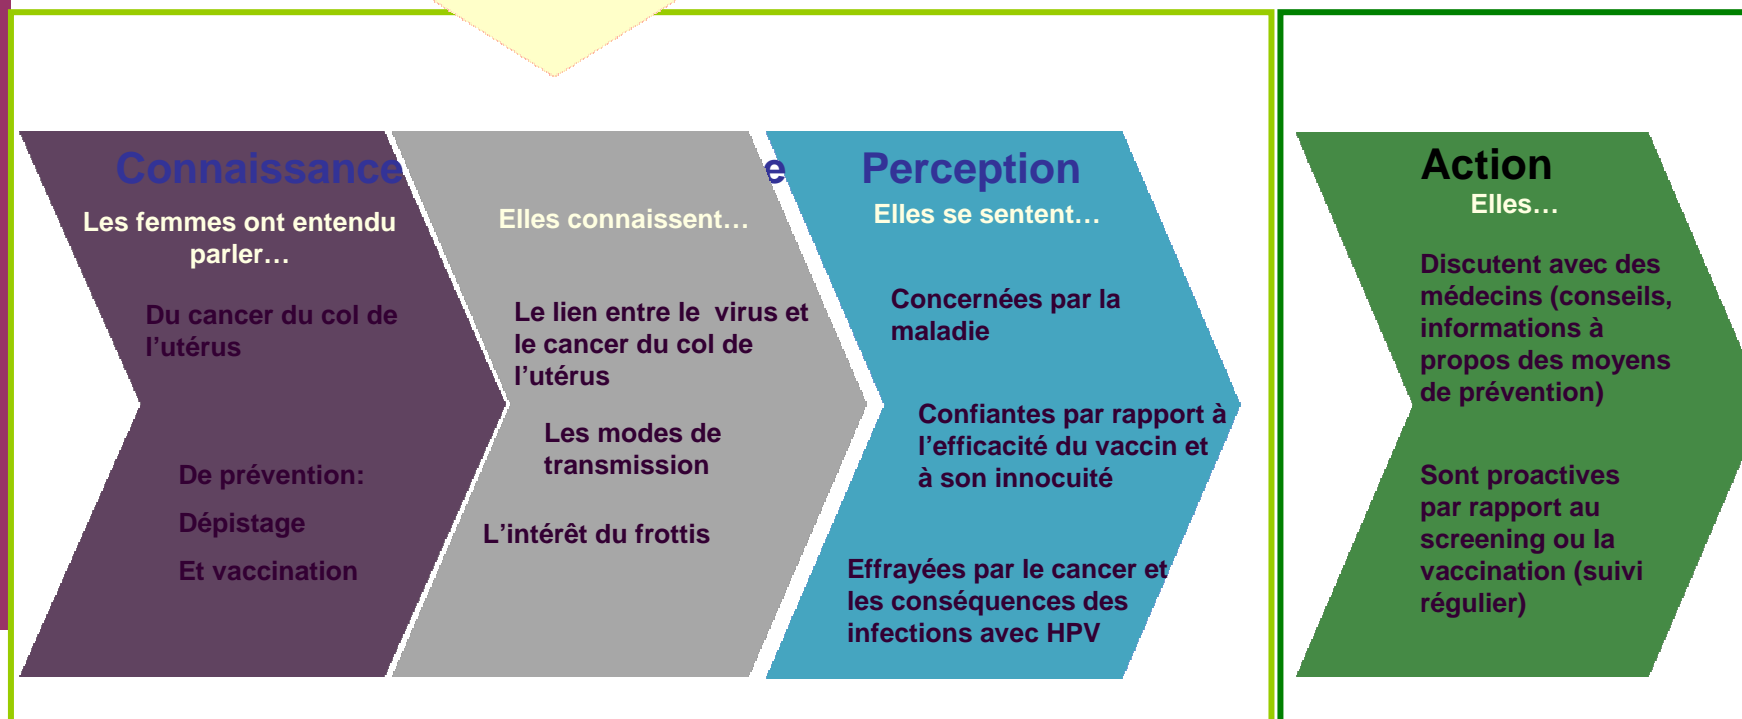 Connaissance
Les femmes ont entendu
parler…
Du cancer du col de
l’utérus
De prévention:
Dépistage
Et vaccination
Elles connaissent…
Le lien entre le virus et
le cancer du col de
l’utérus
Les modes de
transmission
L’intérêt du frottis
Perception
Elles se sentent…
Concernées par la
maladie
Confiantes par rapport à
l’efficacité du vaccin et
à son innocuité
Effrayées par le cancer et
les conséquences des
infections avec HPV
Action
Elles…
Discutent avec des
médecins (conseils,
informations à
propos des moyens
de prévention)
Sont proactives
par rapport au
screening ou la
vaccination (suivi
régulier)